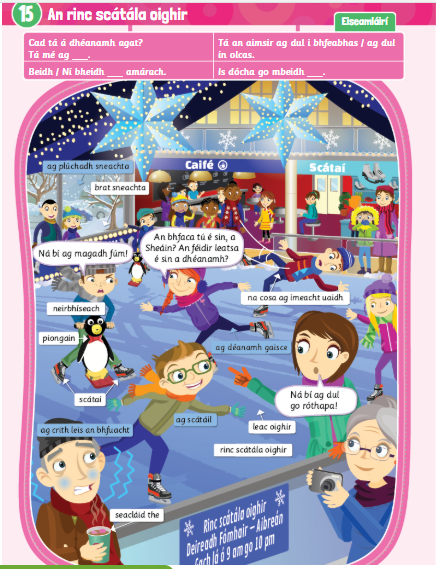 15 An rinc scátála oighir
Eiseamláirí
Cad tá á dhéanamh agat?
Tá mé ag ___.
Tá an aimsir ag dul i bhfeabhas / ag dul
in olcas.
Beidh / Ní bheidh ___ amárach.
Is dócha go mbeidh ___.
ag plúchadh sneachta
brat sneachta
Caifé
Scátaí
Ná bí ag magadh fúm!
An bhfaca tú é sin, a
Sheáin? An féidir leatsa
é sin a dhéanamh?
na cosa ag imeacht uaidh
neirbhíseach
piongain
ag déanamh gaisce
scátaí
Ná bí ag dul
go róthapa!
ag scátáil
leac oighir
ag crith leis an bhfuacht
rinc scátála oighir
seacláid the
Rinc scátála oighir
Deireadh Fómhair – Aibreán
Gach lá ó 9 am go 10 pm